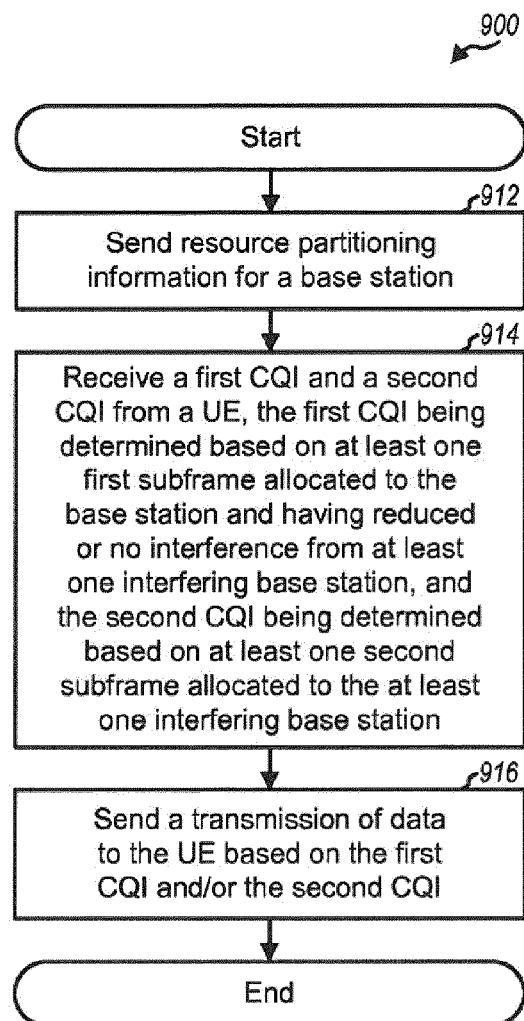 900
Start
912
Send resource partitioning
information for a base station
914
Receive a first CQI and a second
CQI from a UE, the first CQI being
determined based on at least one
first subframe allocated to the
base station and having reduced
or no interference from at least
one interfering base station, and
the second CQI being determined
based on at least one second
subframe allocated to the at least
one interfering base station
916
Send a transmission of data
to the UE based on the first
CQI and/or the second CQI
End